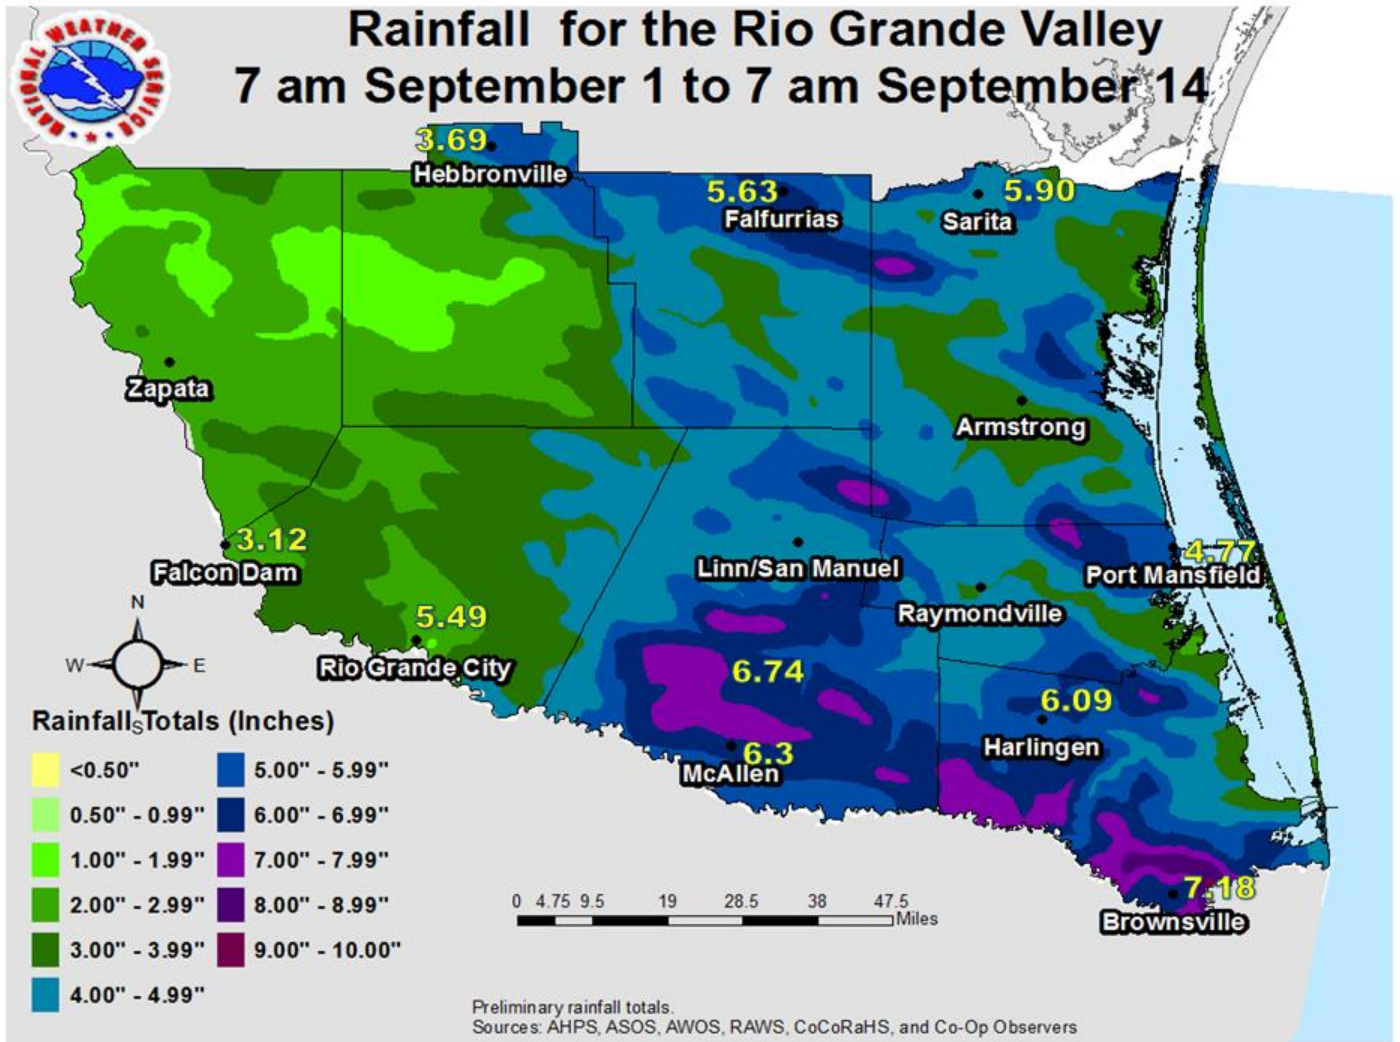 Rainfall for the Rio Grande Valley
7 am September 1 to 7 am September 14
NATIONAL WEATHER SERVICE
3.69
Hebbronville
5.63
Falfurrias
5.90
Sarita
Zapata
Armstrong
3.12
Falcon Dam
Linn/San Manuel
4.77
Port Mansfield
Raymondville
5.49
Rio Grande City
6.74
6.09
Harlingen
6.3
McAllen
7.18
Brownsville
N
W E
S
Rainfall Totals (Inches)
<0.50"
0.50" - 0.99"
1.00" - 1.99"
2.00" - 2.99"
3.00" - 3.99"
4.00" - 4.99"
5.00" - 5.99"
6.00" - 6.99"
7.00" - 7.99"
8.00" - 8.99"
9.00" - 10.00"
0 4.75 9.5 19 28.5 38 47.5
Miles
Preliminary rainfall totals.
Sources: AHPS, ASOS, AWOS, RAWS, CoCoRaHS, and Co-Op Observers